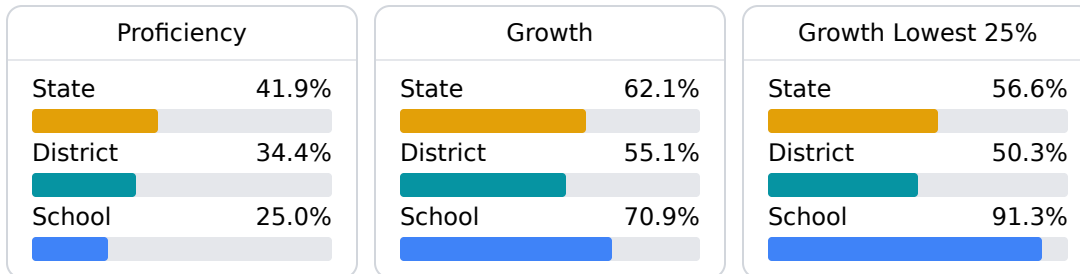 Proficiency
State 41.9%
District 34.4%
School 25.0%
Growth
State 62.1%
District 55.1%
School 70.9%
Growth Lowest 25%
State 56.6%
District 50.3%
School 91.3%